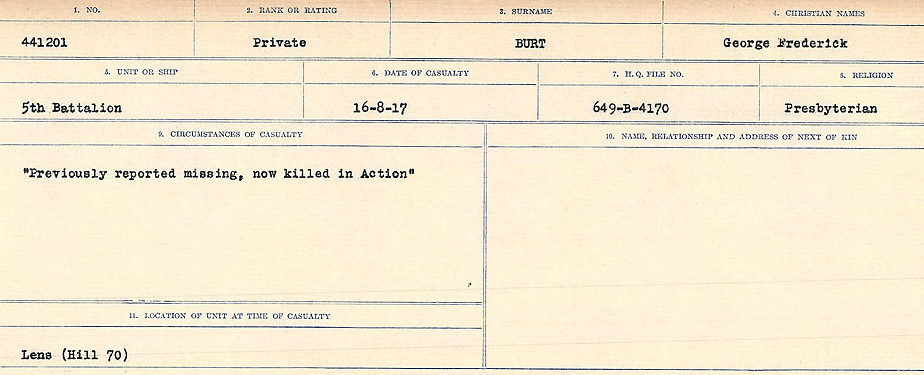 1. NO. 2. RANK OR RATING 3. SURNAME 4. CHRISTIAN NAMES
441201 Private BURT George Frederick
5. UNIT OR SHIP 6. DATE OF CASUALTY 7. H.Q. FILE NO. 8. RELIGION
5th Battalion 16-8-17 649-B-4170 Presbyterian
9. CIRCUMSTANCES OF CASUALTY 10. NAME, RELATIONSHIP AND ADDRESS OF NEXT OF KIN
"Previously reported missing, now killed in Action"
11. LOCATION OF UNIT AT TIME OF CASUALTY
Lens (Hill 70)